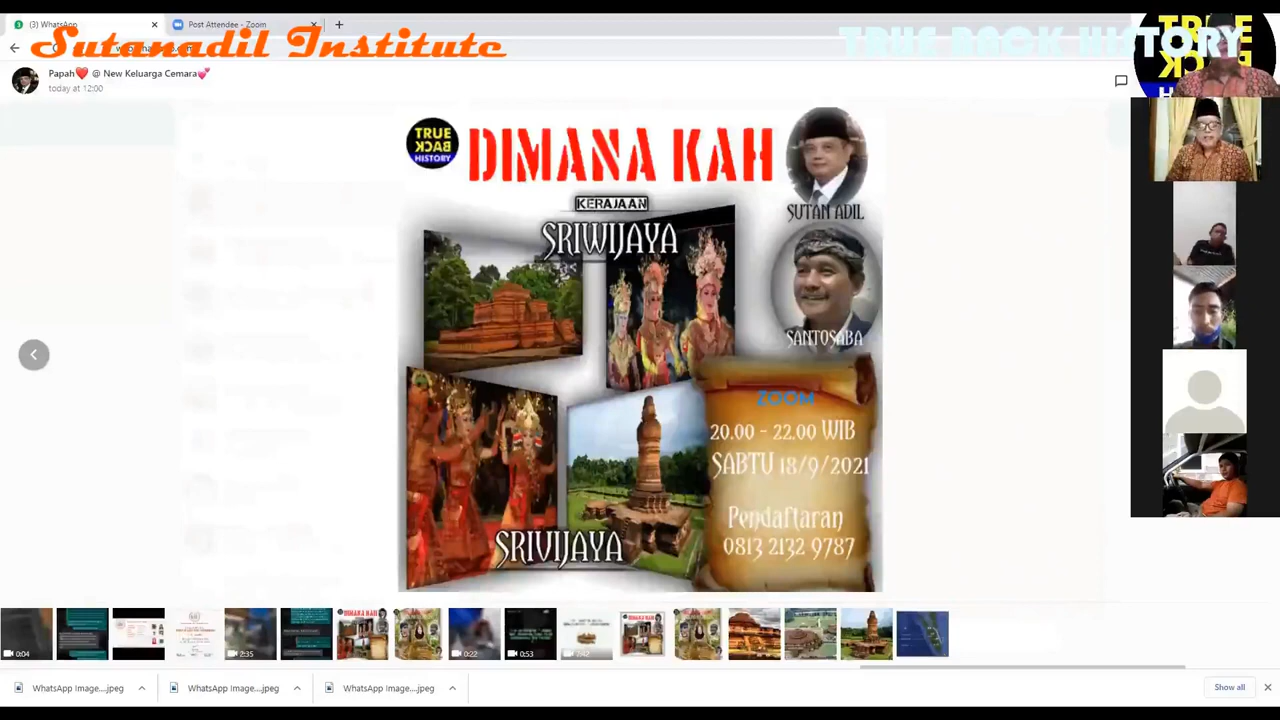 (3) WhatsApp
Post Attendee - Zoom
Sutanadil Institute
TRUE BACK HISTORY
Papah❤️ @ New Keluarga Cemara💕
today at 12:00
TRUE
BACK
HISTORY
DIMANA KAH
KERAJAAN
SRIWIJAYA
SUTAN ADIL
SANTOSABA
ZOOM
20.00 - 22.00 WIB
SABTU 18/9/2021
Pendaftaran
0813 2132 9787
SRIVIJAYA
0:04
2:35
0:22
0:53
7:42
WhatsApp Image....jpeg
WhatsApp Image....jpeg
WhatsApp Image....jpeg
Show all